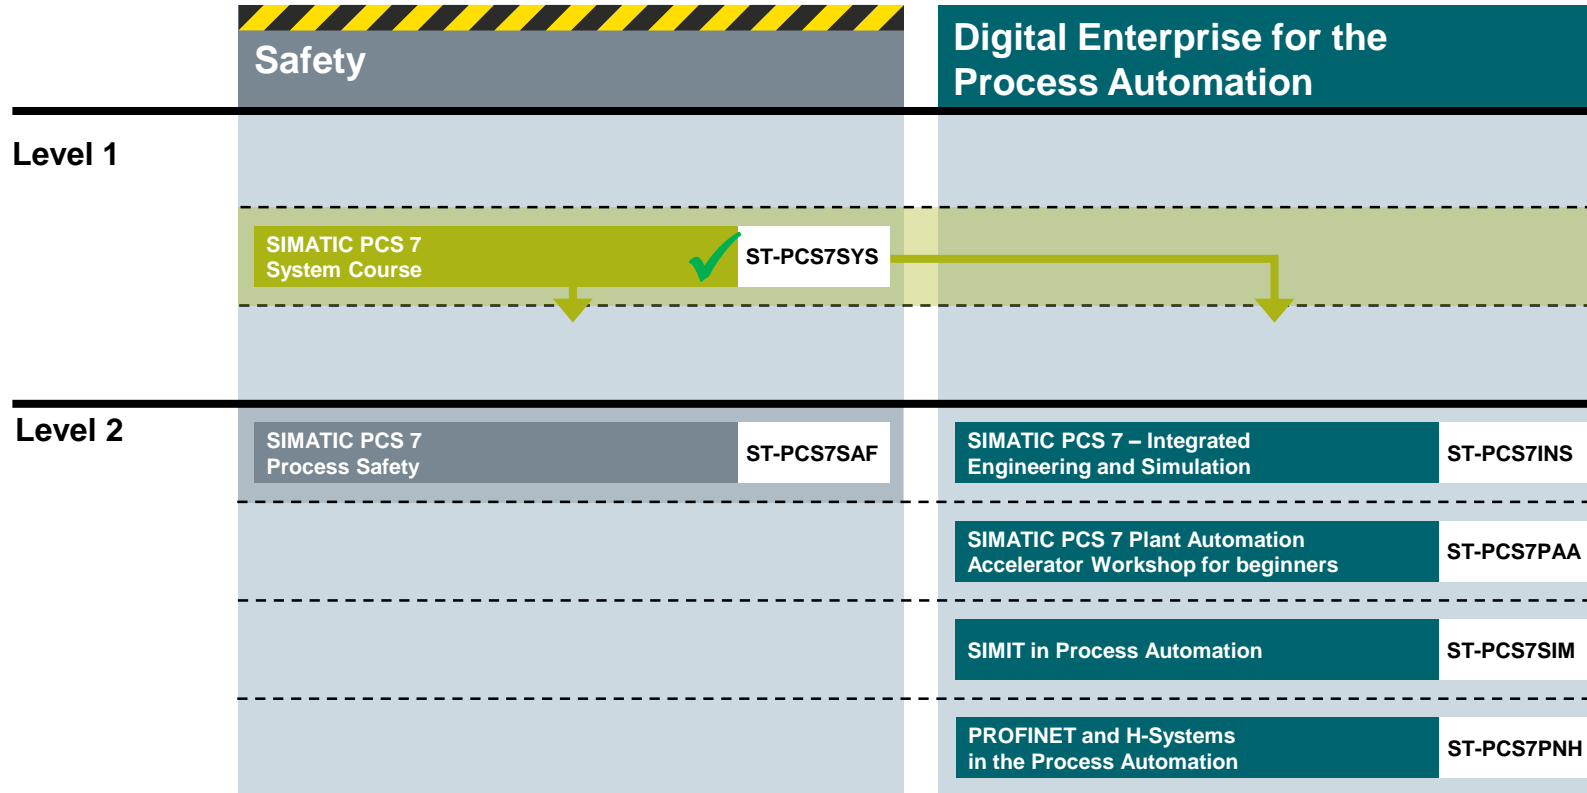 Safety
Digital Enterprise for the
Process Automation
Level 1
SIMATIC PCS 7
System Course
ST-PCS7SYS
Level 2
SIMATIC PCS 7
Process Safety
ST-PCS7SAF
SIMATIC PCS 7 – Integrated
Engineering and Simulation
ST-PCS7INS
SIMATIC PCS 7 Plant Automation
Accelerator Workshop for beginners
ST-PCS7PAA
SIMIT in Process Automation
ST-PCS7SIM
PROFINET and H-Systems
in the Process Automation
ST-PCS7PNH